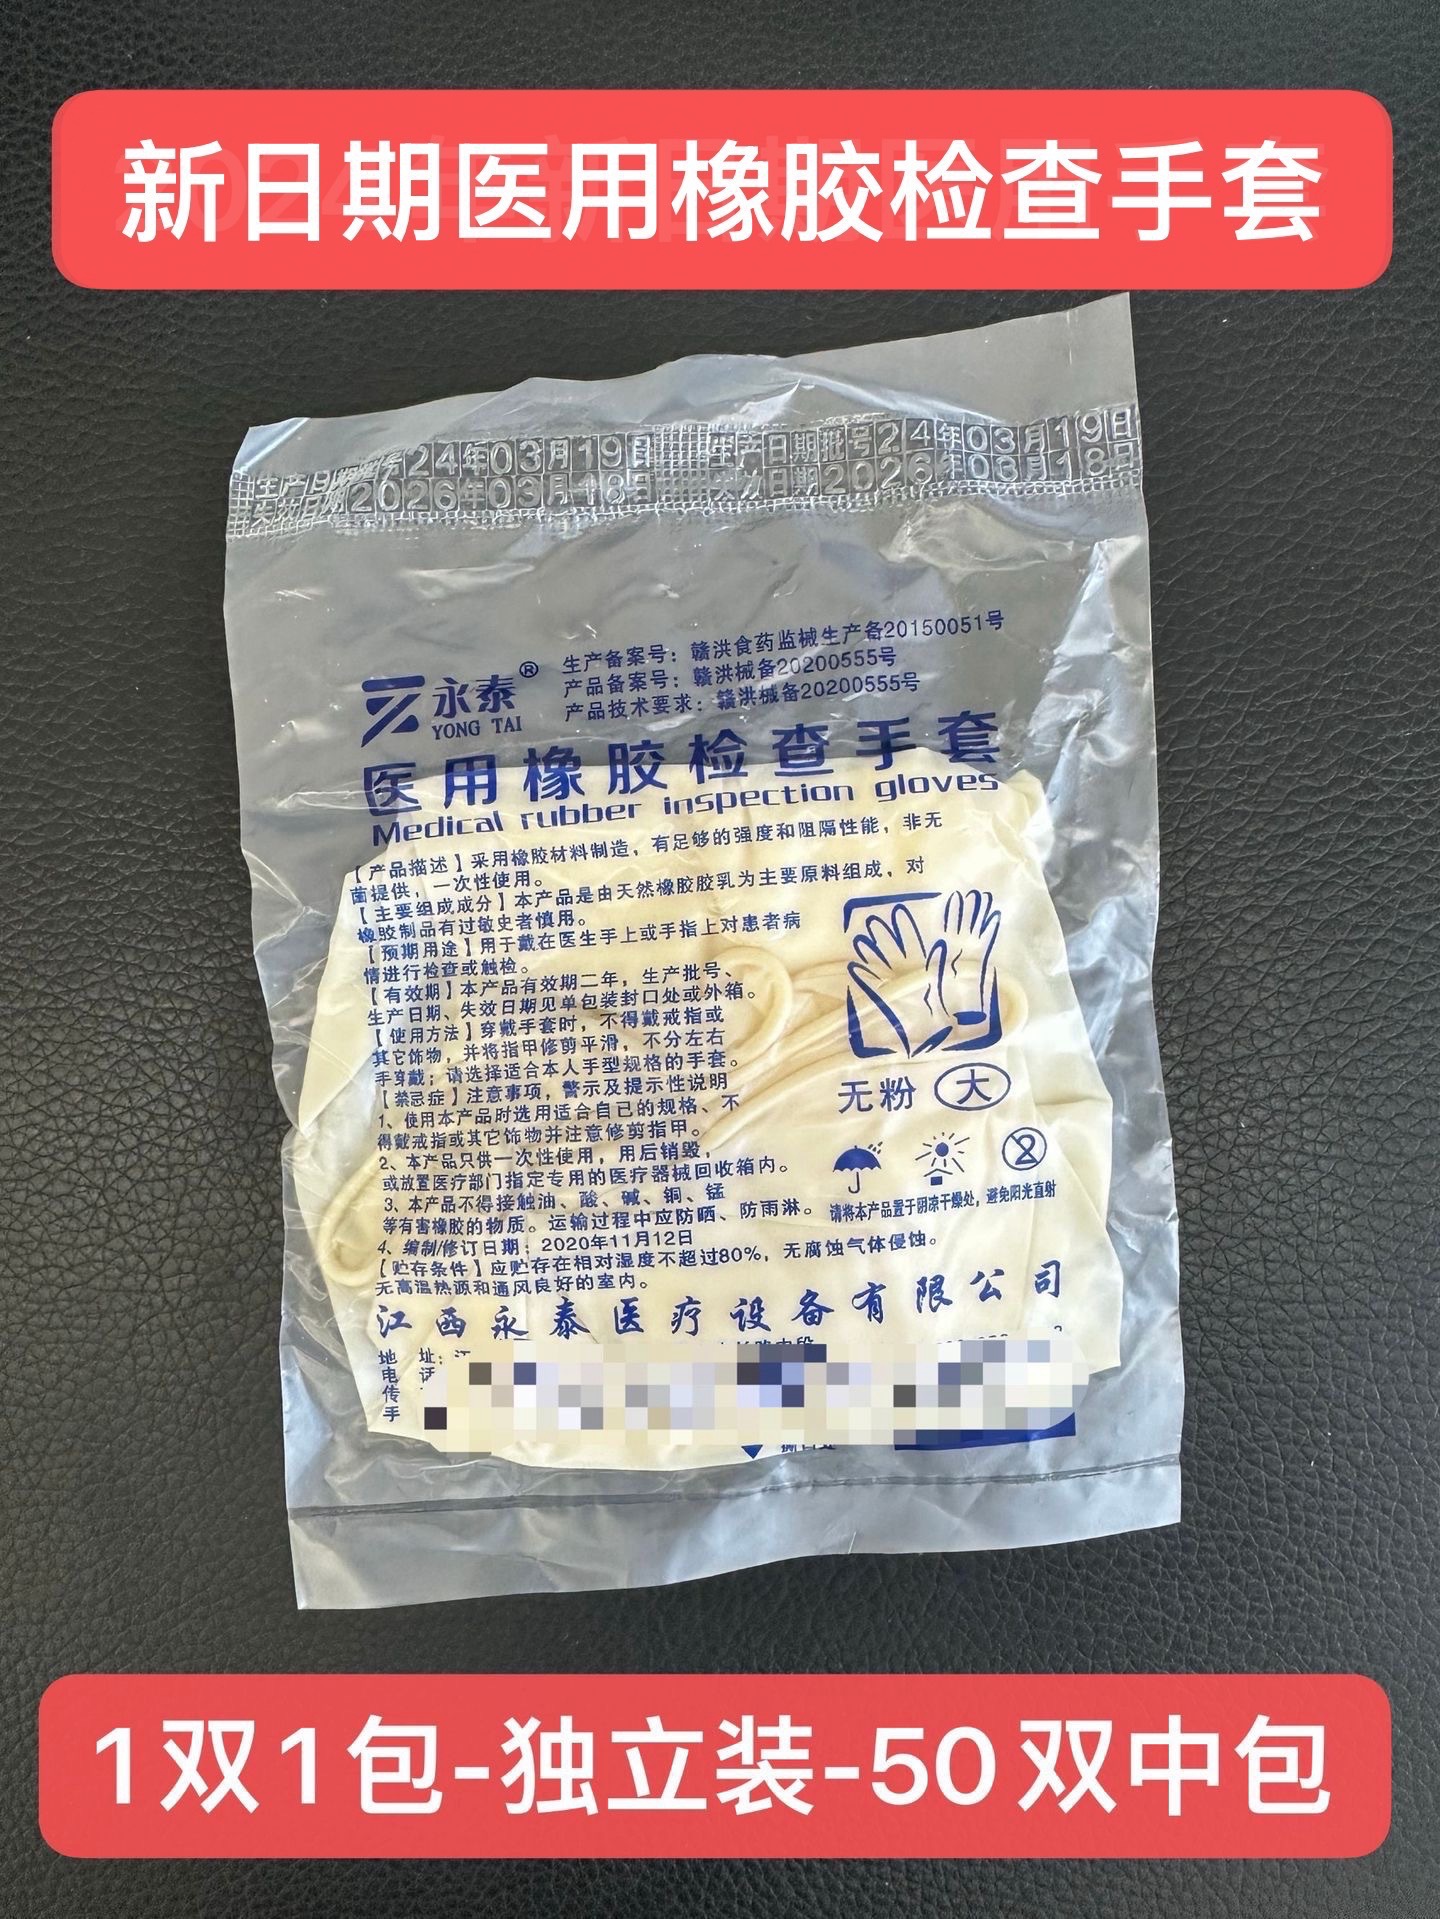 新日期医用橡胶检查手套
生产日期批号24年03月19日 生产日期批号24年03月19日
失效日期2026年03月18日 失效日期2026年03月18日
永泰®
YONG TAI
生产备案号：赣洪食药监械生产备20150051号
产品备案号：赣洪械备20200555号
产品技术要求：赣洪械备20200555号
医用橡胶检查手套
Medical rubber inspection gloves
【产品描述】采用橡胶材料制造，有足够的强度和阻隔性能，非无
菌提供，一次性使用。
【主要组成成分】本产品是由天然橡胶胶乳为主要原料组成，对
橡胶制品有过敏史者慎用。
【预期用途】用于戴在医生手上或手指上对患者病
情进行检查或触检。
【有效期】本产品有效期二年，生产批号、
生产日期、失效日期见单包装封口处或外箱。
【使用方法】穿戴手套时，不得戴戒指或
其它饰物，并将指甲修剪平滑，不分左右
手穿戴；请选择适合本人手型规格的手套。
【禁忌症】注意事项，警示及提示性说明
1、使用本产品时选用适合自已的规格、不
得戴戒指或其它饰物并注意修剪指甲。
2、本产品只供一次性使用，用后销毁，
或放置医疗部门指定专用的医疗器械回收箱内。
3、本产品不得接触油、酸、碱、铜、锰
等有害橡胶的物质。运输过程中应防晒、防雨淋。
4、编制/修订日期：2020年11月12日
【贮存条件】应贮存在相对湿度不超过80%，无腐蚀气体侵蚀。
无高温热源和通风良好的室内。
无粉 大
2
请将本产品置于阴凉干燥处，避免阳光直射
江西永泰医疗设备有限公司
地 址：江
电 话
传
手
1双1包-独立装-50双中包